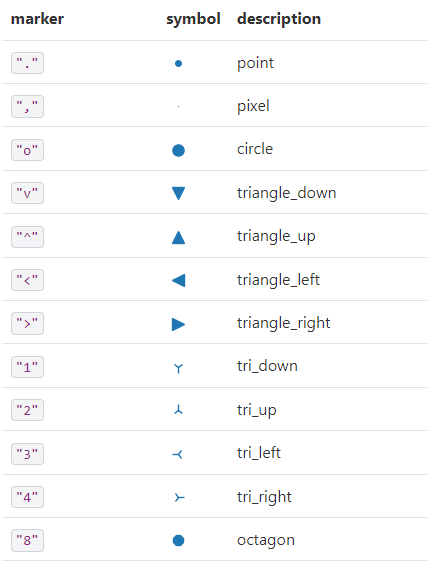 marker symbol description
"." point
"," pixel
"o" circle
"v" triangle_down
"^" triangle_up
"<" triangle_left
">" triangle_right
"1" tri_down
"2" tri_up
"3" tri_left
"4" tri_right
"8" octagon